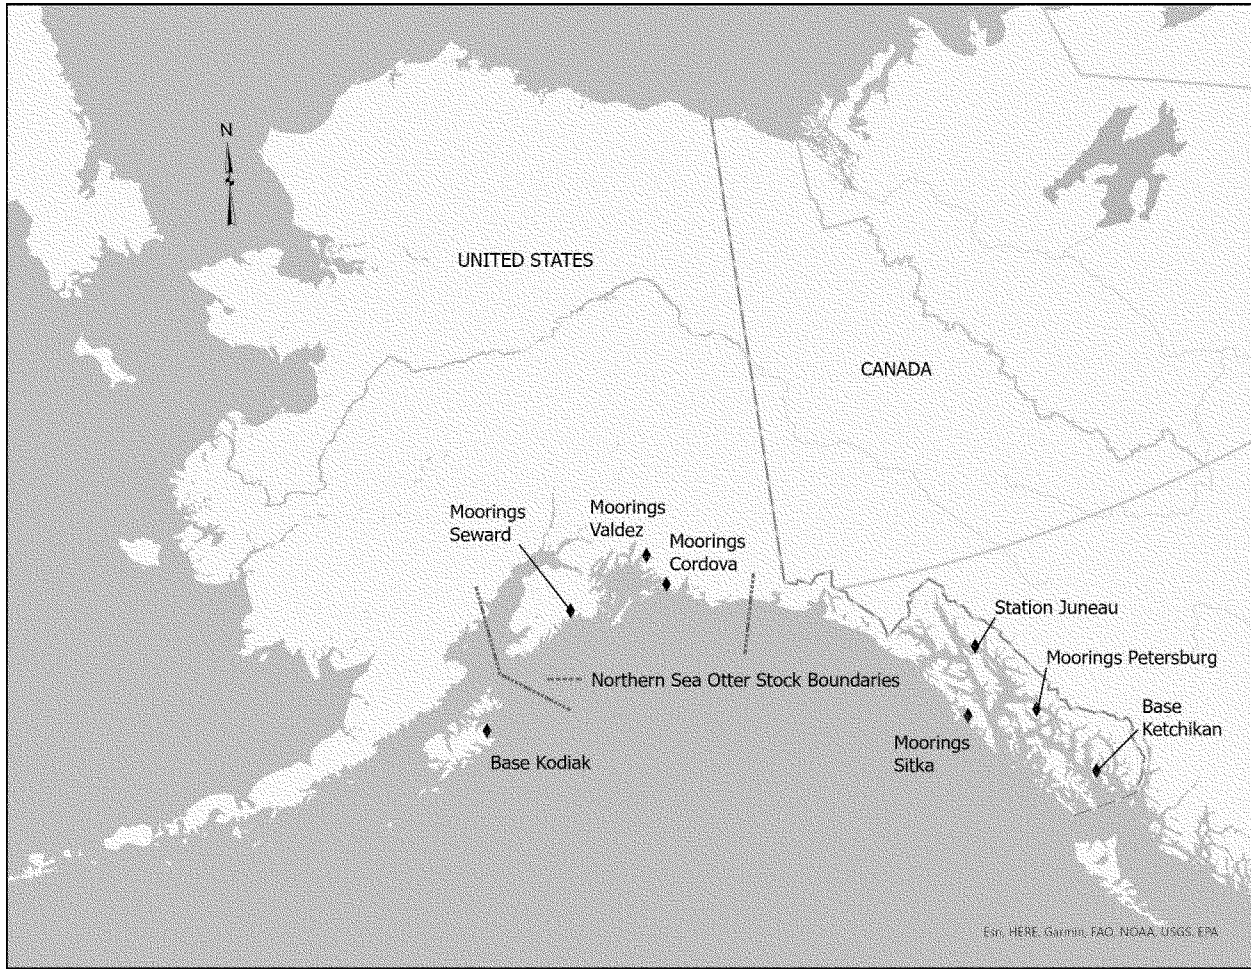 N
UNITED STATES
CANADA
Moorings
Seward
Moorings
Valdez
Moorings
Cordova
Station Juneau
Moorings Petersburg
Northern Sea Otter Stock Boundaries
Base
Ketchikan
Moorings
Sitka
Base Kodiak
Esri, HERE, Garmin, FAO, NOAA, USGS, EPA